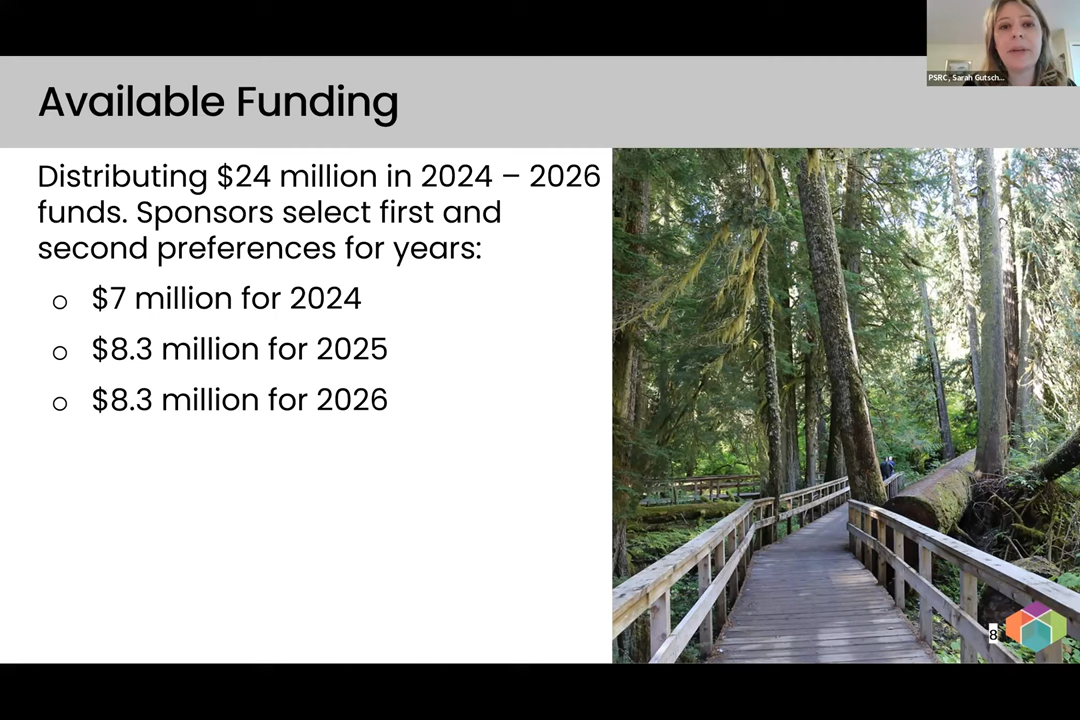 PSRC, Sarah Gutsch...
Available Funding
Distributing $24 million in 2024 – 2026
funds. Sponsors select first and
second preferences for years:
o $7 million for 2024
o $8.3 million for 2025
o $8.3 million for 2026
8